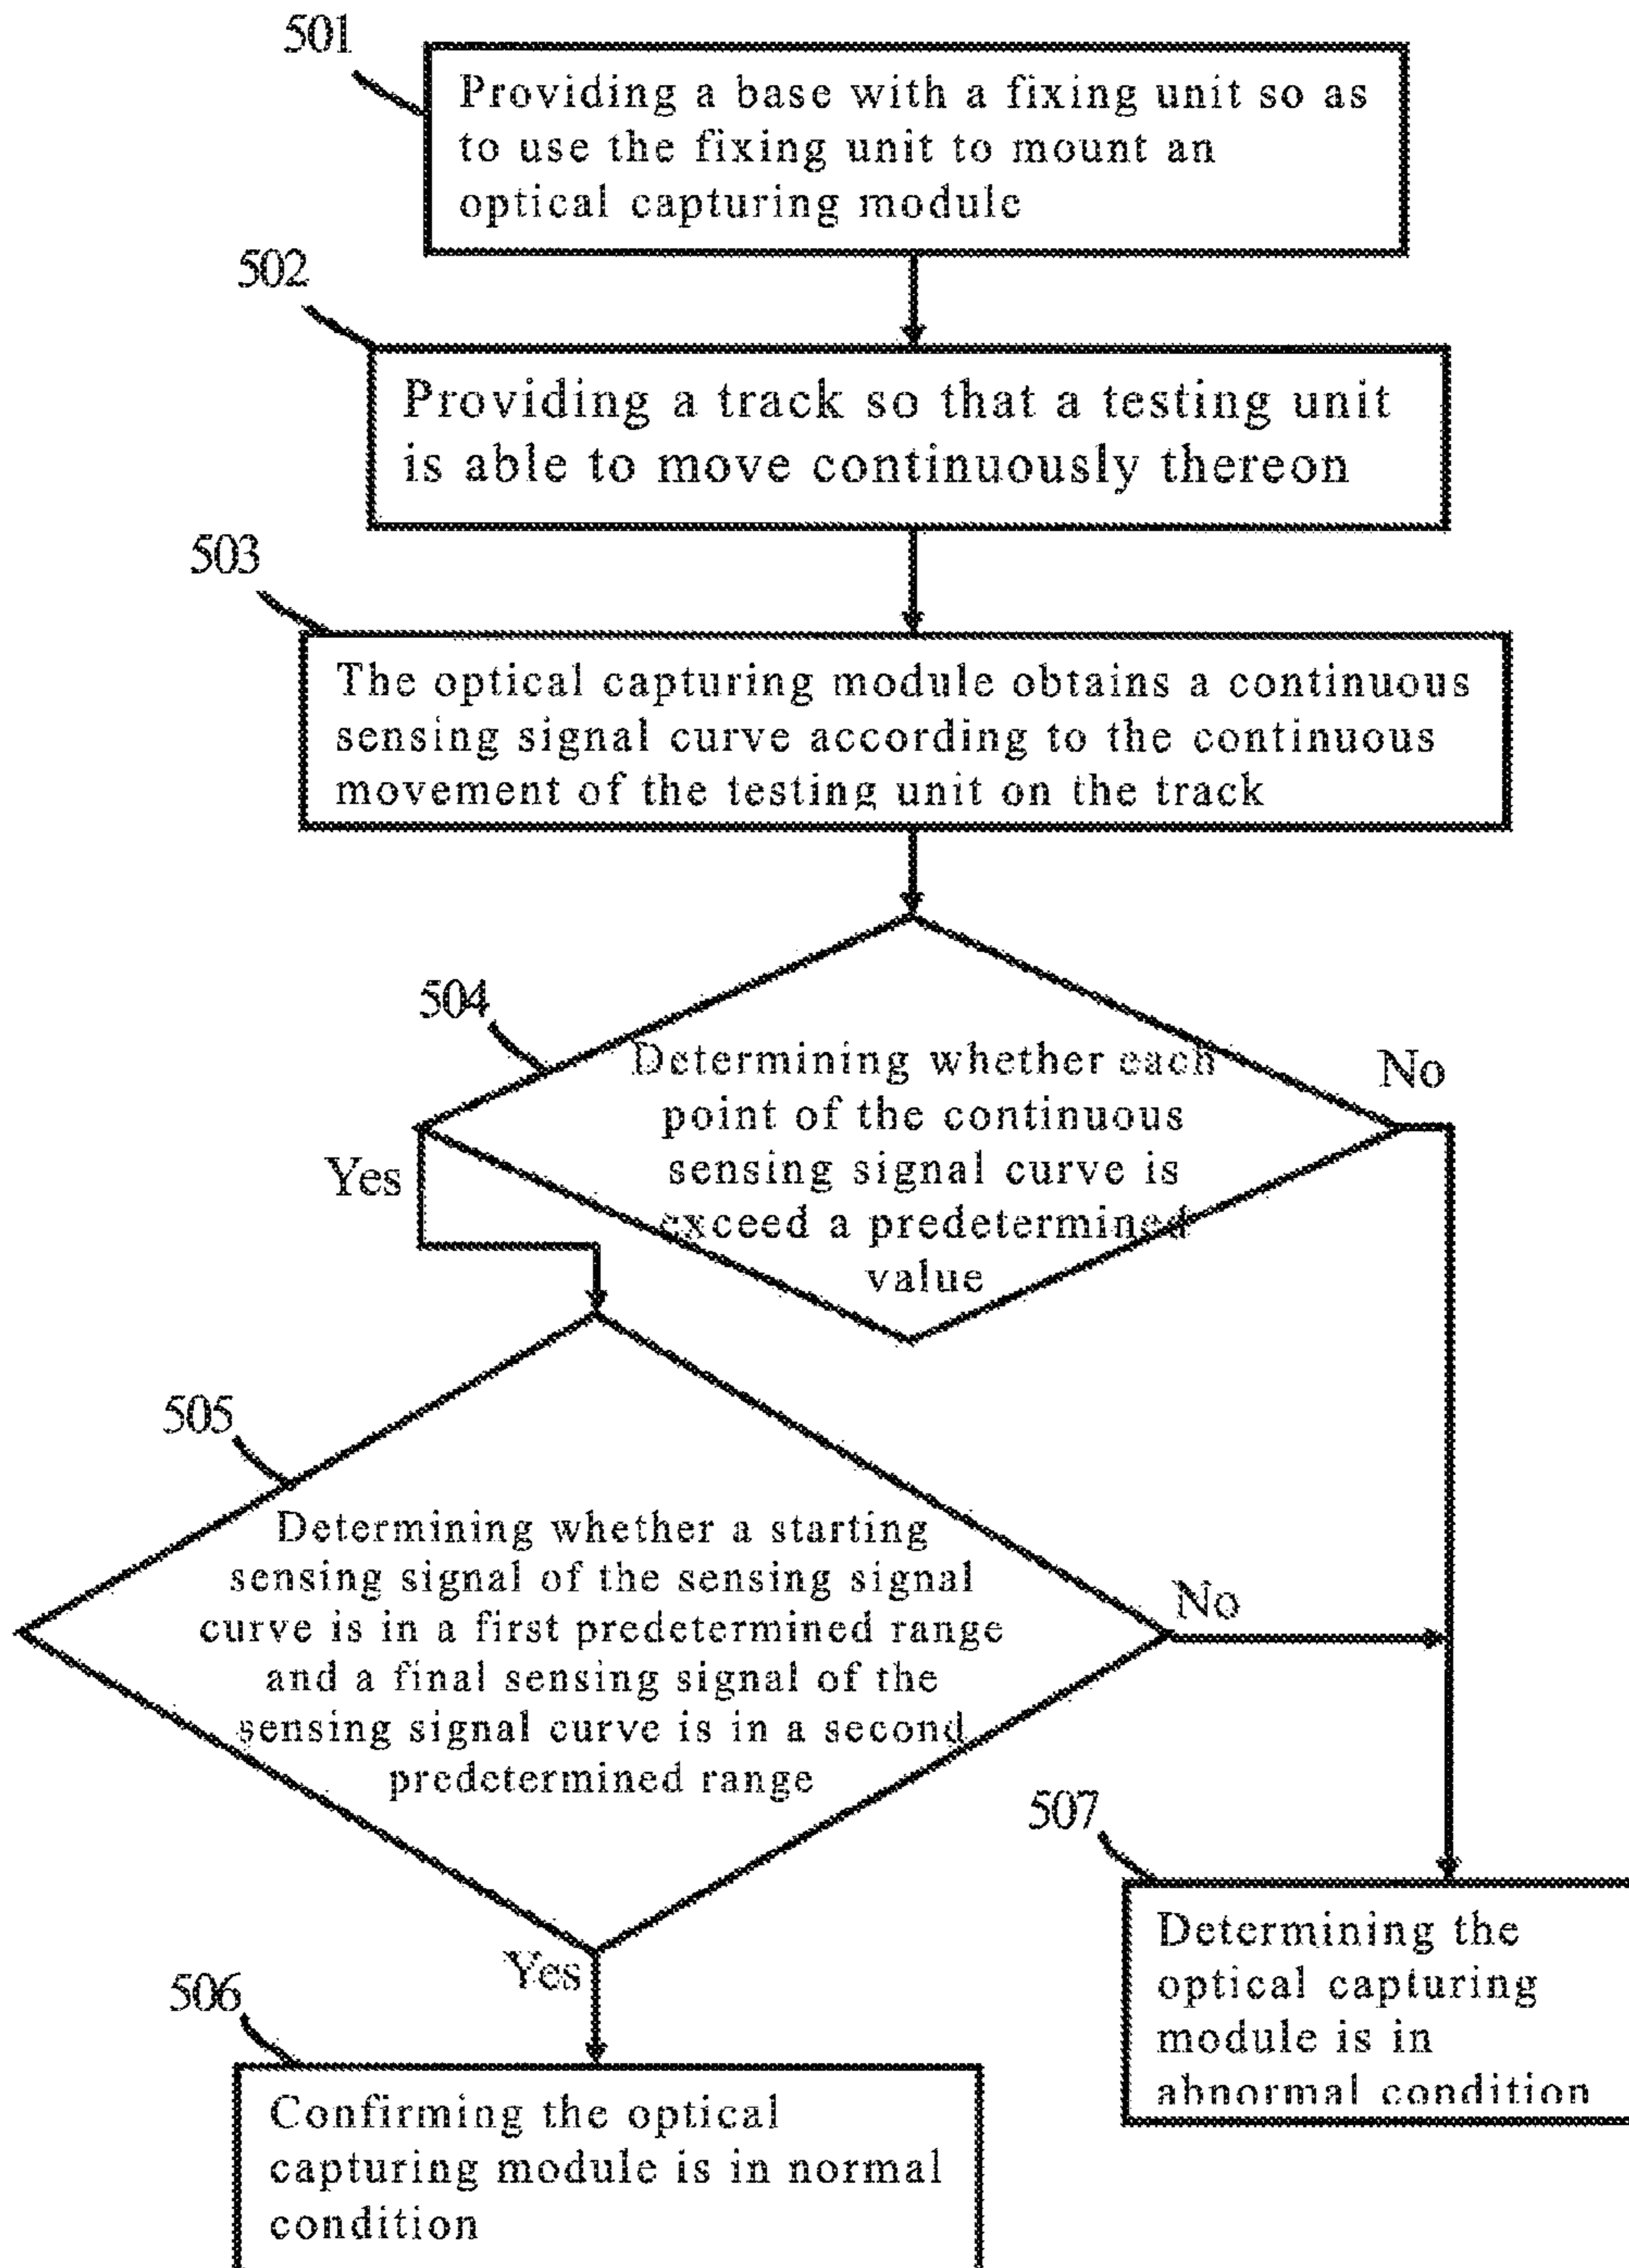 501
Providing a base with a fixing unit so as
to use the fixing unit to mount an
optical capturing module
502
Providing a track so that a testing unit
is able to move continuously thereon
503
The optical capturing module obtains a continuous
sensing signal curve according to the continuous
movement of the testing unit on the track
504
Determining whether each
point of the continuous
sensing signal curve is
exceed a predetermined
value
No
Yes
505
Determining whether a starting
sensing signal of the sensing signal
curve is in a first predetermined range
and a final sensing signal of the
sensing signal curve is in a second
predetermined range
No
Yes
507
Determining the
optical capturing
module is in
abnormal condition
506
Confirming the optical
capturing module is in normal
condition